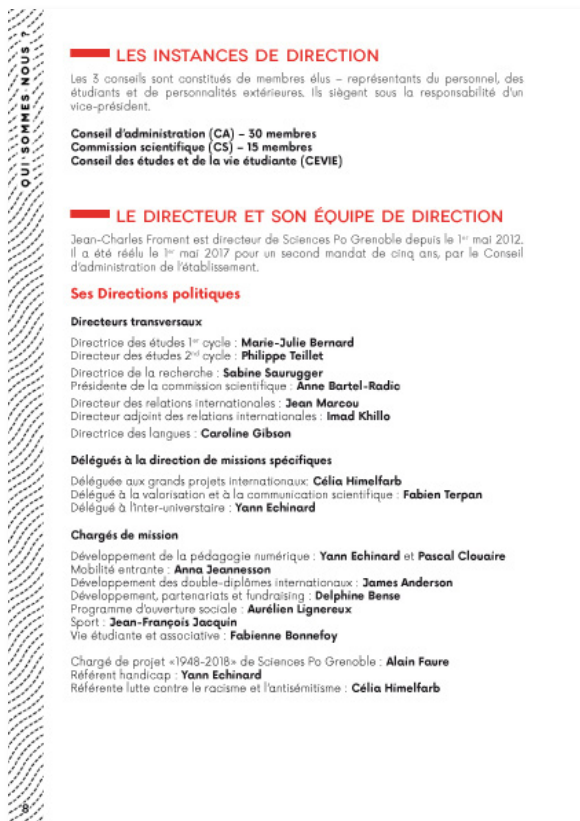 QUI SOMMES-NOUS ?
LES INSTANCES DE DIRECTION
Les 3 conseils sont constitués de membres élus – représentants du personnel, des
étudiants et de personnalités extérieures. Ils siègent sous la responsabilité d'un
vice-président.
Conseil d'administration (CA) – 30 membres
Commission scientifique (CS) – 15 membres
Conseil des études et de la vie étudiante (CEVIE)
LE DIRECTEUR ET SON ÉQUIPE DE DIRECTION
Jean-Charles Froment est directeur de Sciences Po Grenoble depuis le 1er mai 2012.
Il a été réélu le 1er mai 2017 pour un second mandat de cinq ans, par le Conseil
d'administration de l'établissement.
Ses Directions politiques
Directeurs transversaux
Directrice des études 1er cycle : Marie-Julie Bernard
Directeur des études 2nd cycle : Philippe Teillet
Directrice de la recherche : Sabine Saurugger
Présidente de la commission scientifique : Anne Bartel-Radic
Directeur des relations internationales : Jean Marcou
Directeur adjoint des relations internationales : Imad Khillo
Directrice des langues : Caroline Gibson
Délégués à la direction de missions spécifiques
Déléguée aux grands projets internationaux: Célia Himelfarb
Délégué à la valorisation et à la communication scientifique : Fabien Terpan
Délégué à l'inter-universtaire : Yann Echinard
Chargés de mission
Développement de la pédagogie numérique : Yann Echinard et Pascal Clouaire
Mobilité entrante : Anna Jeannesson
Développement des double-diplômes internationaux : James Anderson
Développement, partenariats et fundraising : Delphine Bense
Programme d'ouverture sociale : Aurélien Lignereux
Sport : Jean-François Jacquin
Vie étudiante et associative : Fabienne Bonnefoy
Chargé de projet «1948-2018» de Sciences Po Grenoble : Alain Faure
Référent handicap : Yann Echinard
Référente lutte contre le racisme et l'antisémitisme : Célia Himelfarb
8